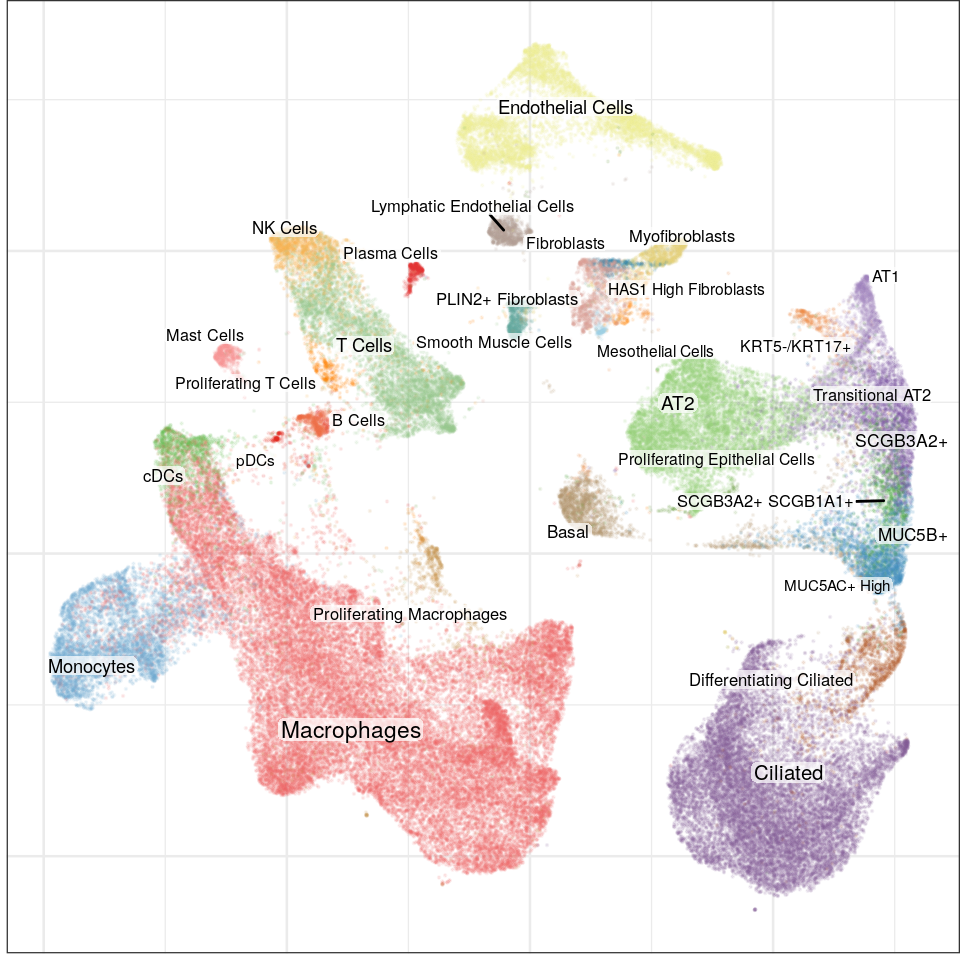 Endothelial Cells
Lymphatic Endothelial Cells
NK Cells
Fibroblasts
Myofibroblasts
Plasma Cells
AT1
PLIN2+ Fibroblasts
HAS1 High Fibroblasts
Mast Cells
T Cells
Smooth Muscle Cells
Mesothelial Cells
KRT5-/KRT17+
Proliferating T Cells
Transitional AT2
AT2
B Cells
SCGB3A2+
pDCs
Proliferating Epithelial Cells
cDCs
SCGB3A2+ SCGB1A1+
Basal
MUC5B+
MUC5AC+ High
Proliferating Macrophages
Monocytes
Differentiating Ciliated
Macrophages
Ciliated